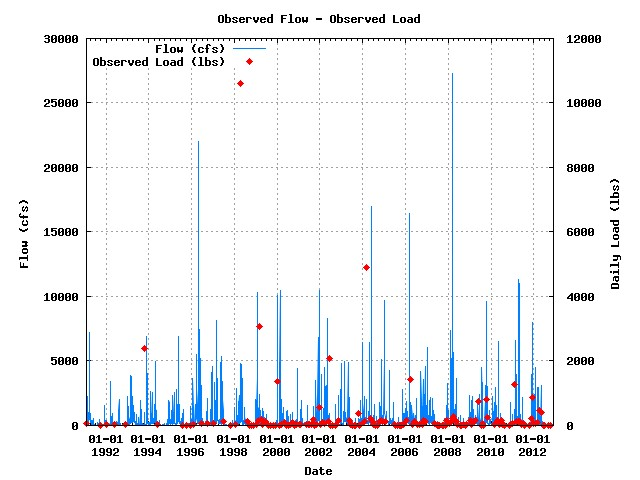 Observed Flow - Observed Load
30000 12000
Flow (cfs)
Observed Load (lbs)
25000 10000
20000 8000
15000 6000
10000 4000
5000 2000
0 0
Flow (cfs)
Daily Load (lbs)
01-01 01-01 01-01 01-01 01-01 01-01 01-01 01-01 01-01 01-01 01-01
1992 1994 1996 1998 2000 2002 2004 2006 2008 2010 2012
Date